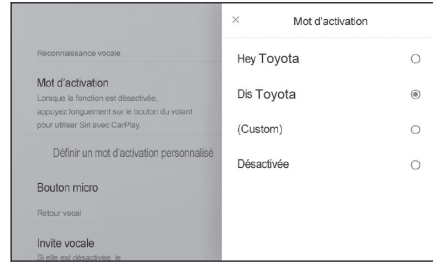 Reconnaissance vocale
Mot d'activation
Lorsque la fonction est désactivée,
appuyez longuement sur le bouton du volant
pour utiliser Siri avec CarPlay.
Définir un mot d'activation personnalisé
Bouton micro
Retour vocal
Invite vocale
Si elle est désactivée, le
× Mot d'activation
Hey Toyota
Dis Toyota
(Custom)
Désactivée